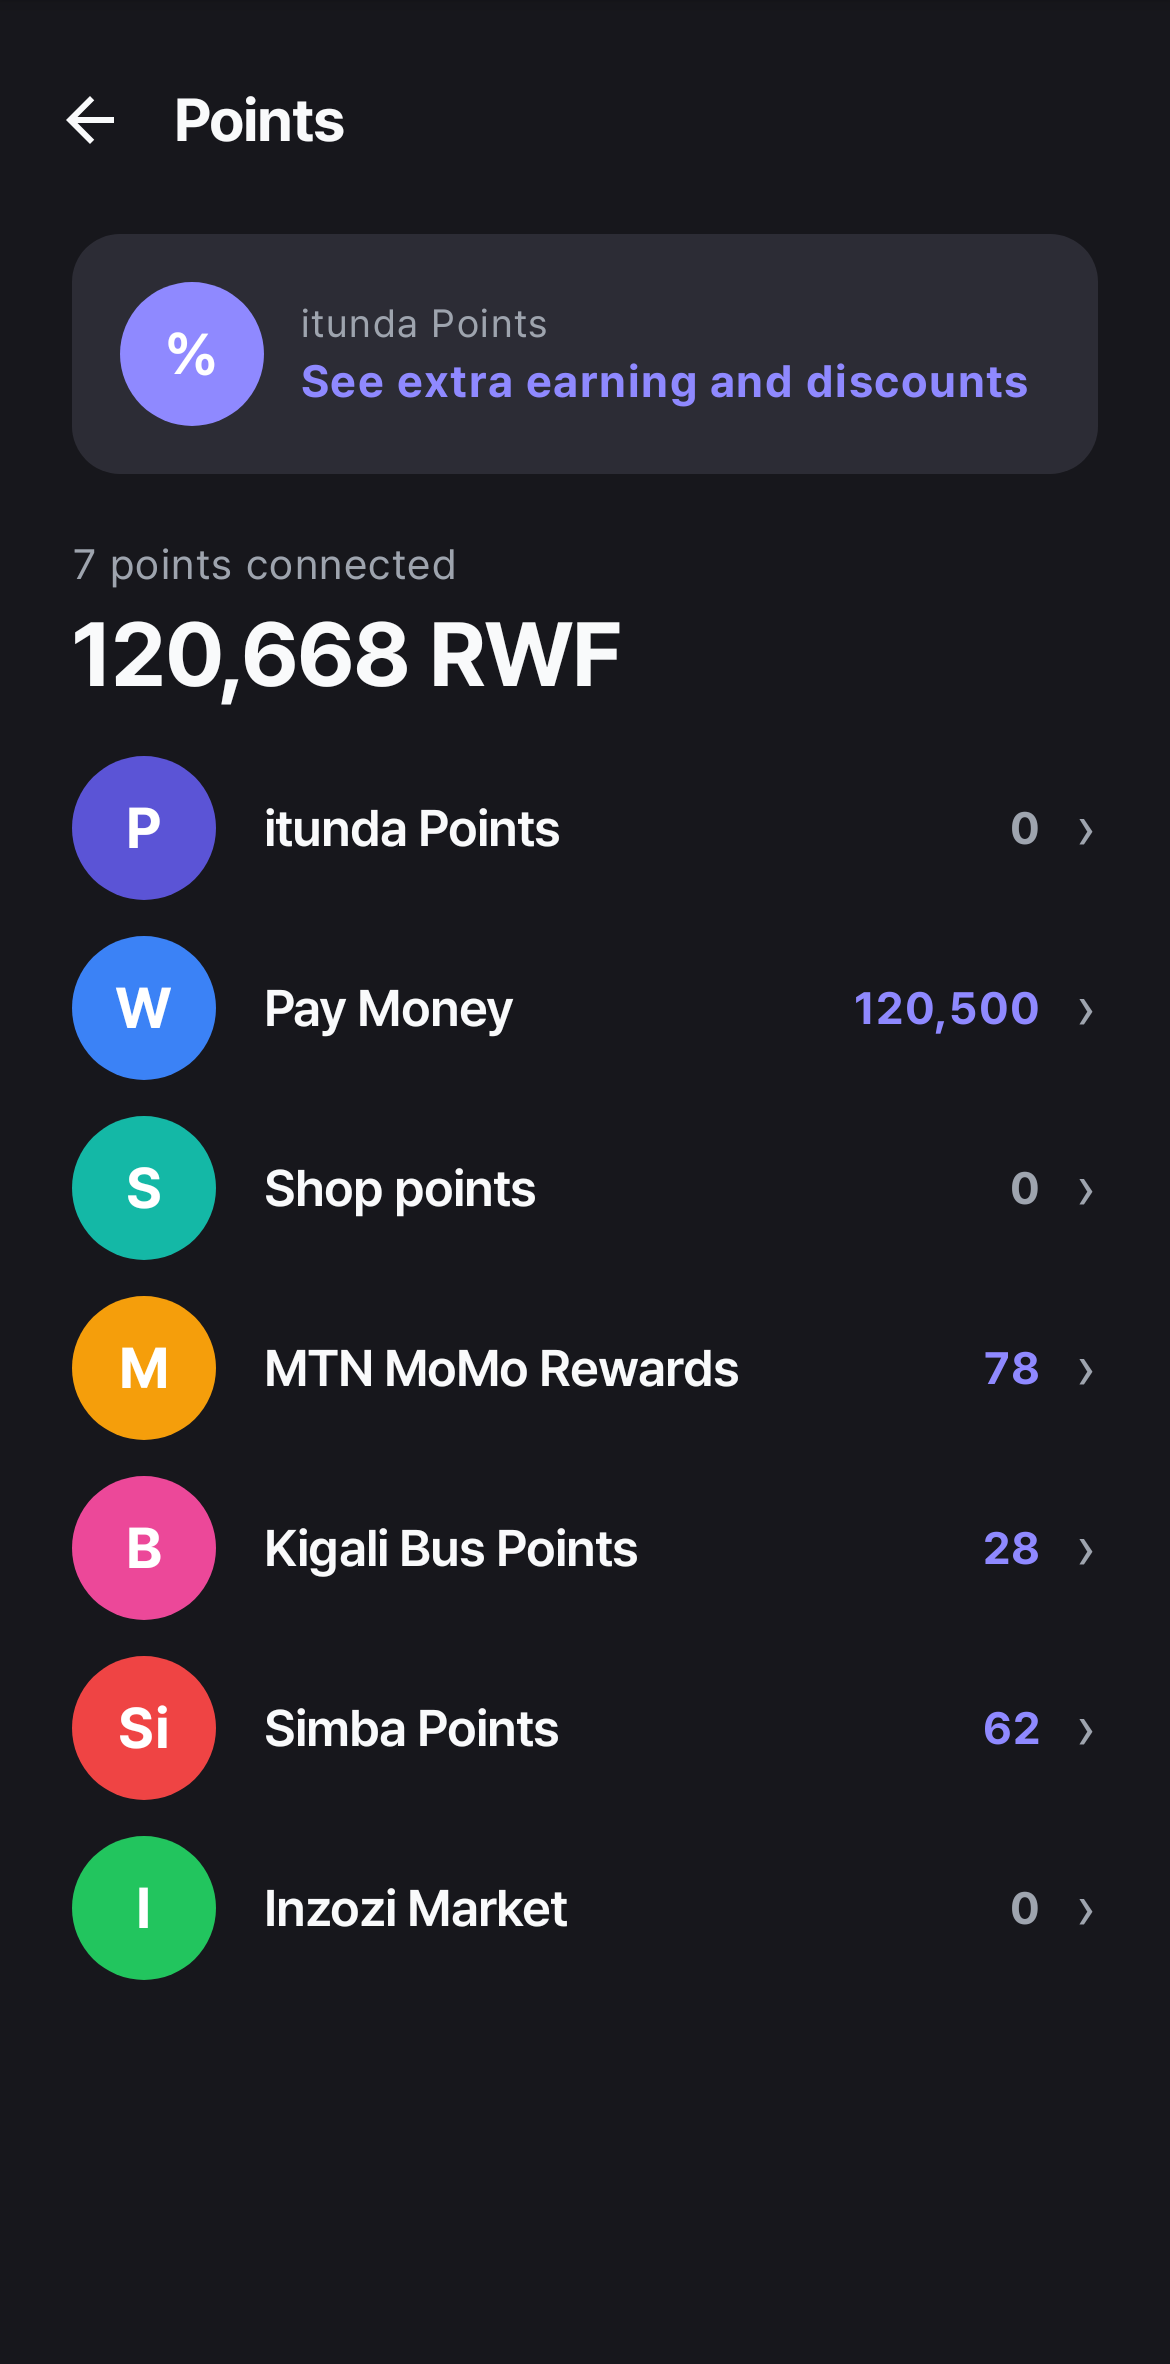 Points
%
itunda Points
See extra earning and discounts
7 points connected
120,668 RWF
P itunda Points 0 ›
W Pay Money 120,500 ›
S Shop points 0 ›
M MTN MoMo Rewards 78 ›
B Kigali Bus Points 28 ›
Si Simba Points 62 ›
I Inzozi Market 0 ›